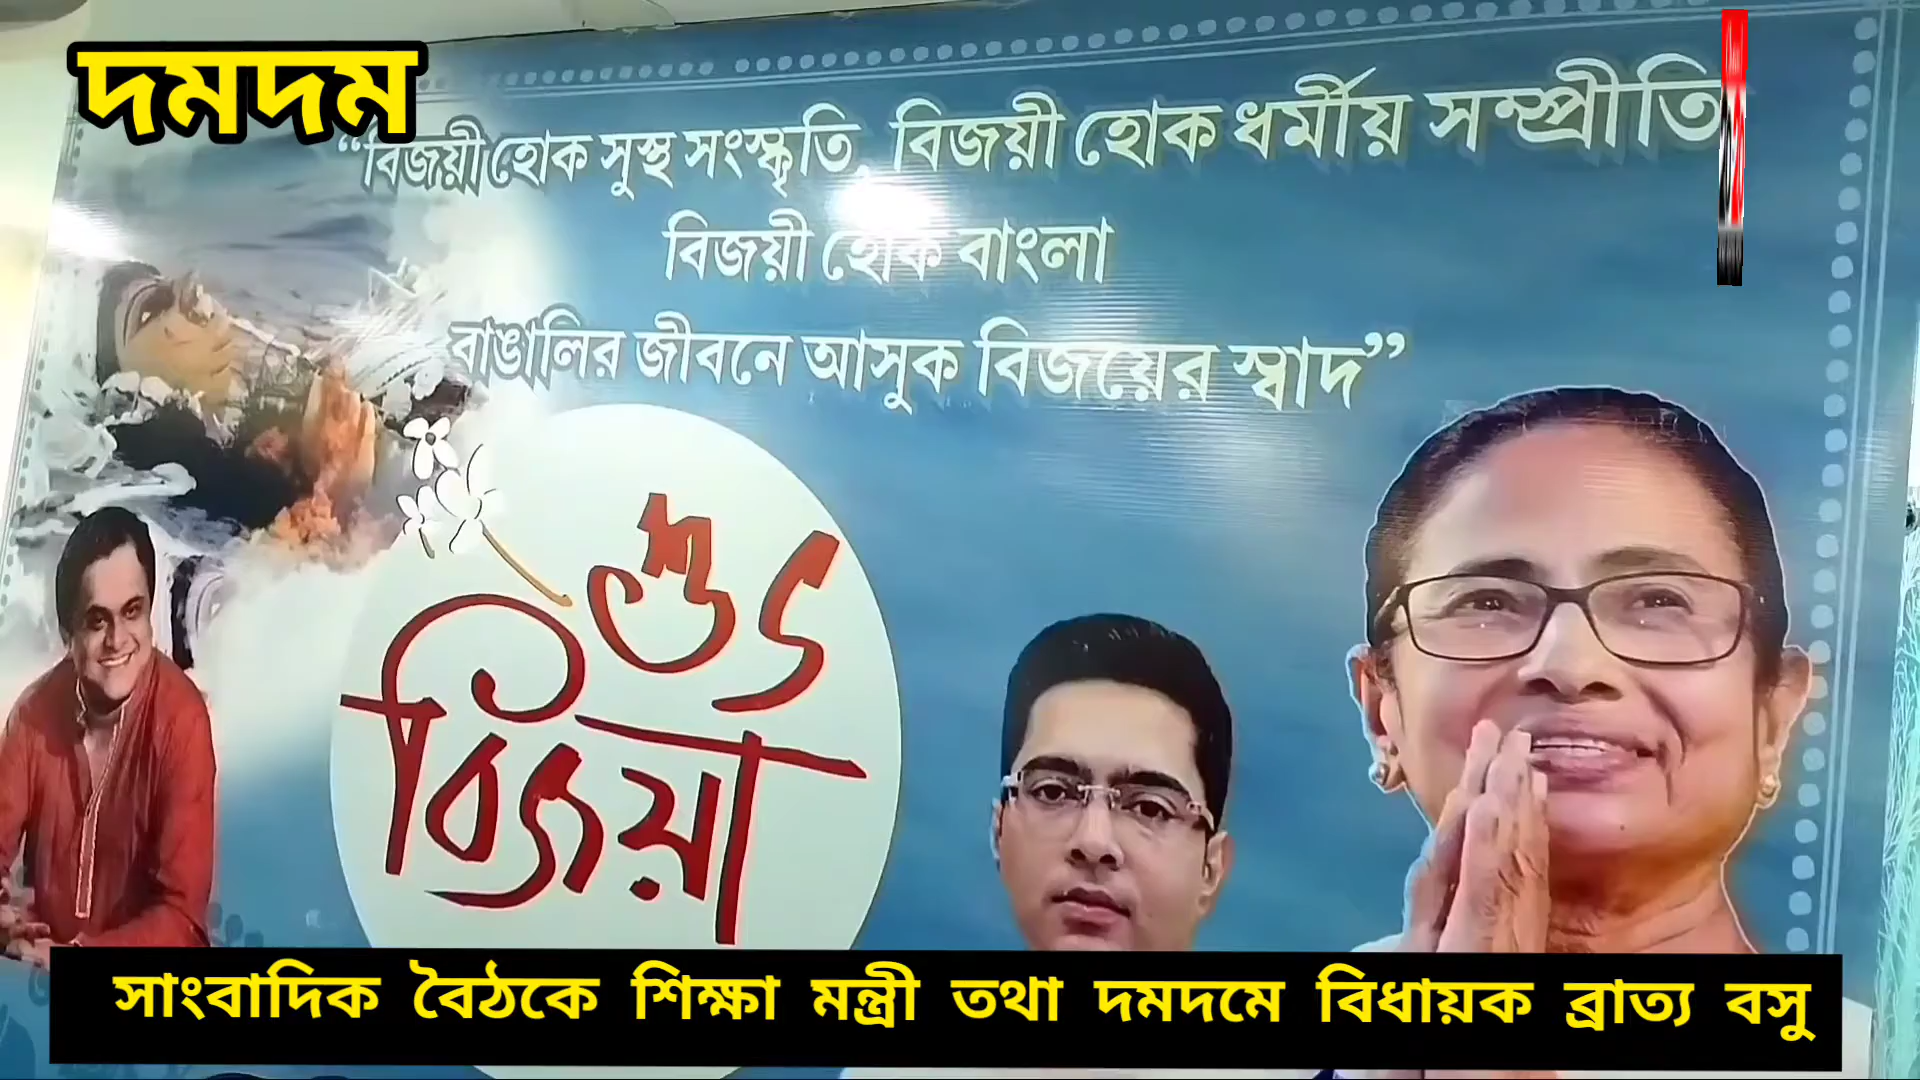 দমদম
“বিজয়ী হোক সুস্থ সংস্কৃতি, বিজয়ী হোক ধর্মীয় সম্প্রীতি
বিজয়ী হোক বাংলা
বাঙালির জীবনে আসুক বিজয়ের স্বাদ”
শুভ
বিজয়া
সাংবাদিক বৈঠকে শিক্ষা মন্ত্রী তথা দমদমে বিধায়ক ব্রাত্য বসু